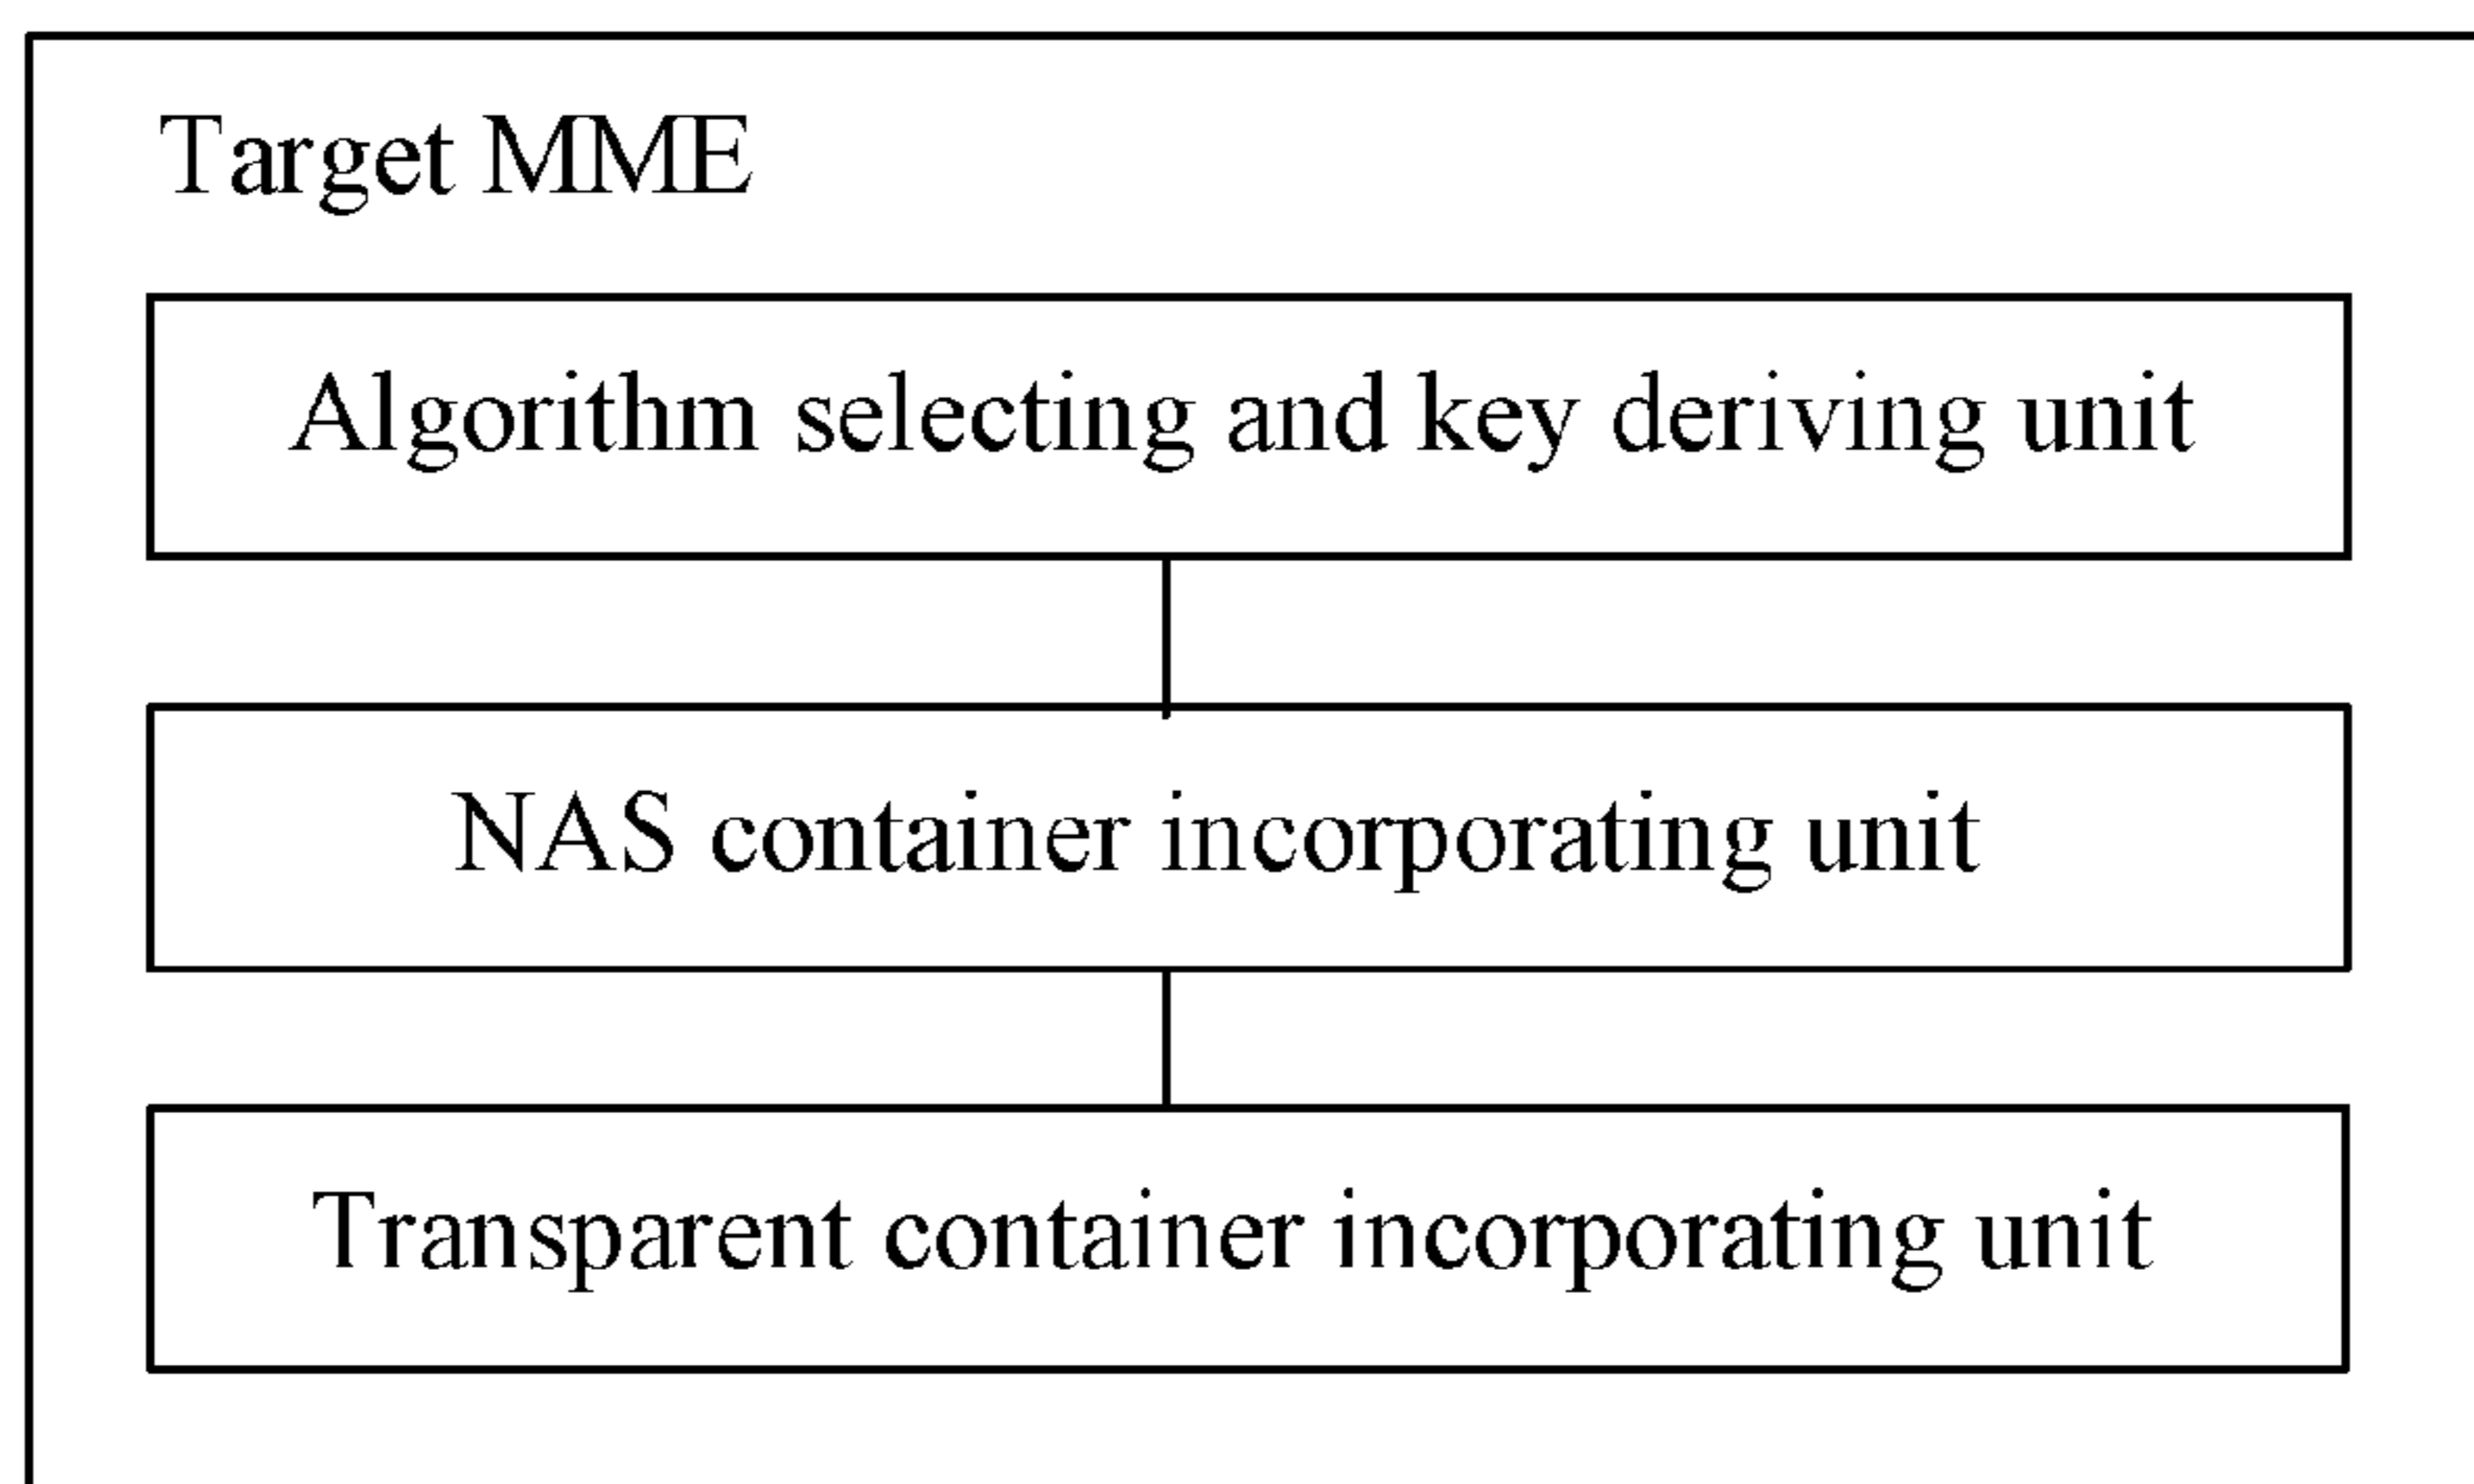 Target MME
Algorithm selecting and key deriving unit
NAS container incorporating unit
Transparent container incorporating unit